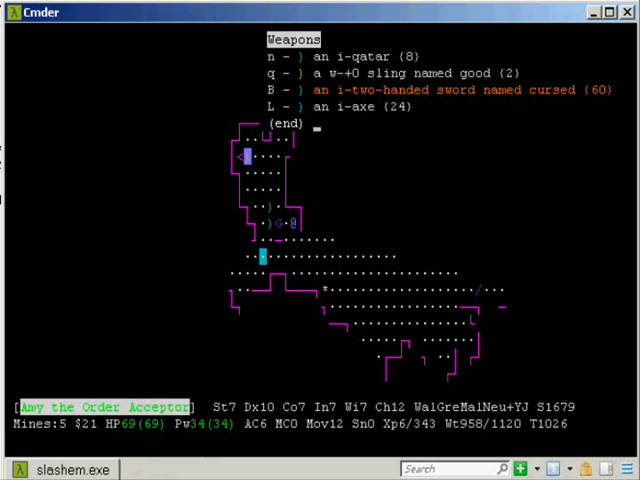 Cmder
Weapons
n - ) an i-qatar {8}
q - ) a w-+0 sling named good {2}
B - ) an i-two-handed sword named cursed {60}
L - ) an i-axe {24}
(end)
[Amy the Order Acceptor] St7 Dx10 Co7 In7 Wi7 Ch12 WalGreMalNeu+YJ S1679
Mines:5 $21 HP69(69) Pw34(34) AC6 MC0 Mov12 Sn0 Xp6/343 Wt958/1120 T1026
slashem.exe
Search